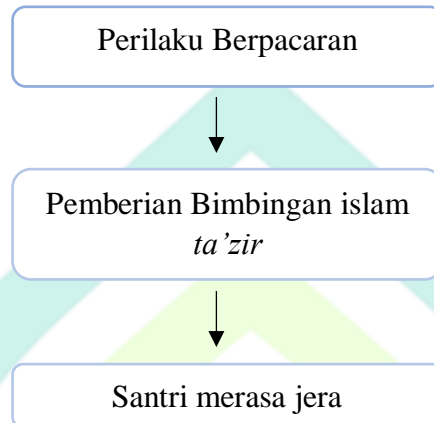 Perilaku Berpacaran
Pemberian Bimbingan islam
ta’zir
Santri merasa jera